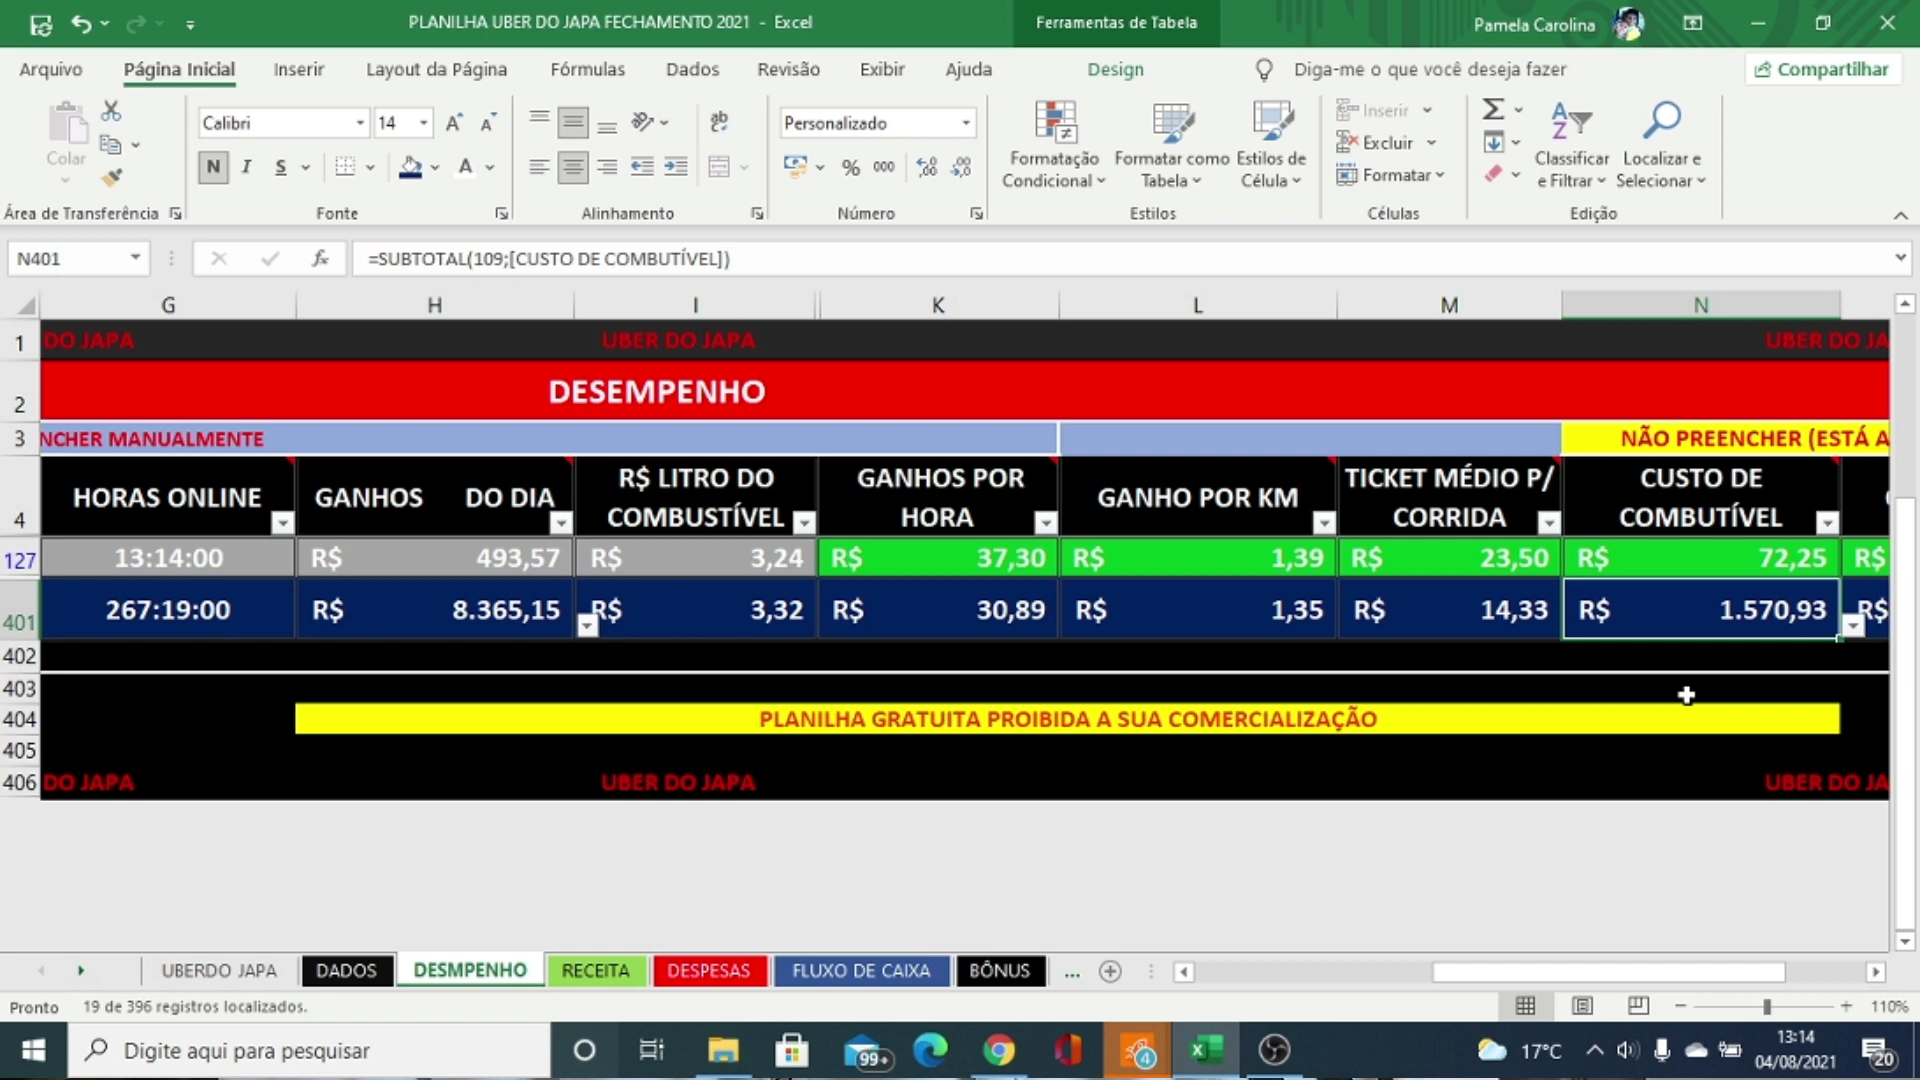 PLANILHA UBER DO JAPA FECHAMENTO 2021 - Excel
Ferramentas de Tabela
Pamela Carolina
Arquivo Página Inicial Inserir Layout da Página Fórmulas Dados Revisão Exibir Ajuda Design Diga-me o que você deseja fazer Compartilhar
Colar
Área de Transferência
Calibri 14
N I S
Fonte
Alinhamento
Personalizado
% 000
Número
Formatação Condicional
Formatar como Tabela
Estilos de Célula
Estilos
Inserir
Excluir
Formatar
Células
Classificar e Filtrar
Localizar e Selecionar
Edição
N401 fx =SUBTOTAL(109;[CUSTO DE COMBUTÍVEL])
G H I K L M N
1 DO JAPA UBER DO JAPA UBER DO JA
2 DESEMPENHO
3 NCHER MANUALMENTE NÃO PREENCHER (ESTÁ A
4 HORAS ONLINE GANHOS DO DIA R$ LITRO DO COMBUSTÍVEL GANHOS POR HORA GANHO POR KM TICKET MÉDIO P/ CORRIDA CUSTO DE COMBUTÍVEL
127 13:14:00 R$ 493,57 R$ 3,24 R$ 37,30 R$ 1,39 R$ 23,50 R$ 72,25 R$
401 267:19:00 R$ 8.365,15 R$ 3,32 R$ 30,89 R$ 1,35 R$ 14,33 R$ 1.570,93 R$
402
403
404 PLANILHA GRATUITA PROIBIDA A SUA COMERCIALIZAÇÃO
405
406 DO JAPA UBER DO JAPA UBER DO JA
UBERDO JAPA DADOS DESMPENHO RECEITA DESPESAS FLUXO DE CAIXA BÔNUS ...
Pronto 19 de 396 registros localizados. 110%
Digite aqui para pesquisar 99+ 4 17°C 13:14
04/08/2021 20